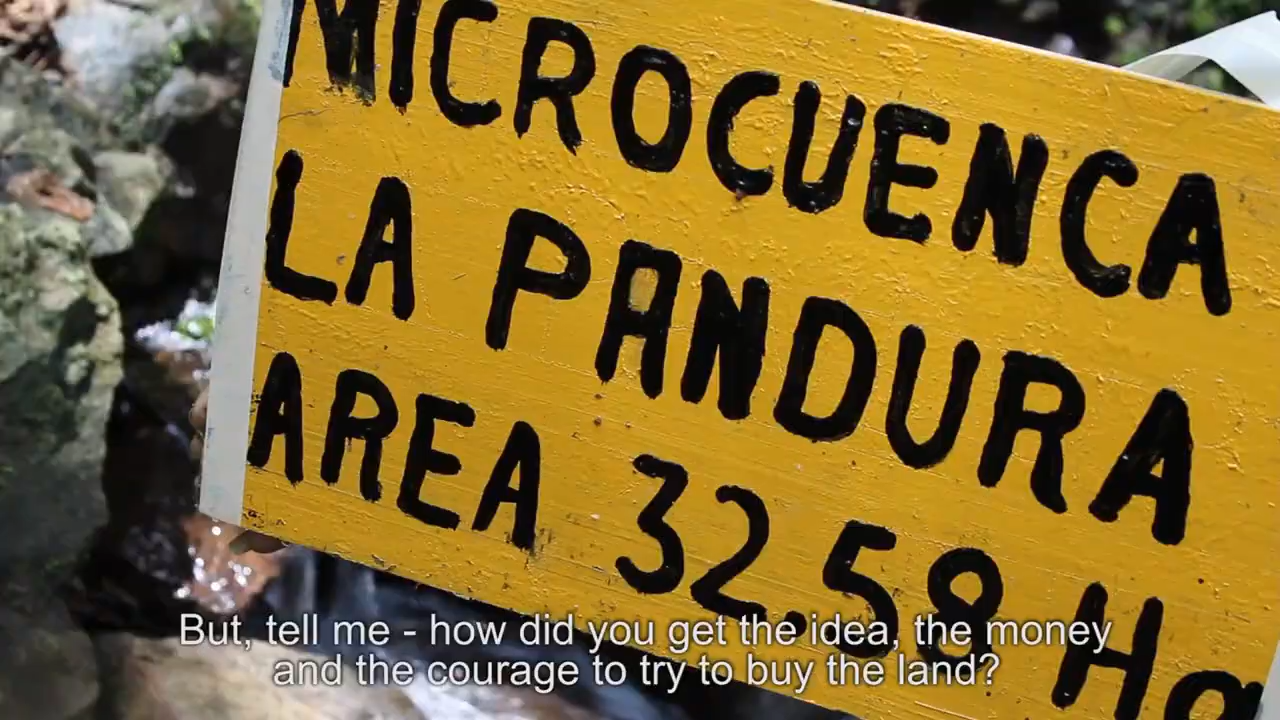 MICROCUENCA
LA PANDURA
AREA 32.58 Ha
But, tell me - how did you get the idea, the money
and the courage to try to buy the land?